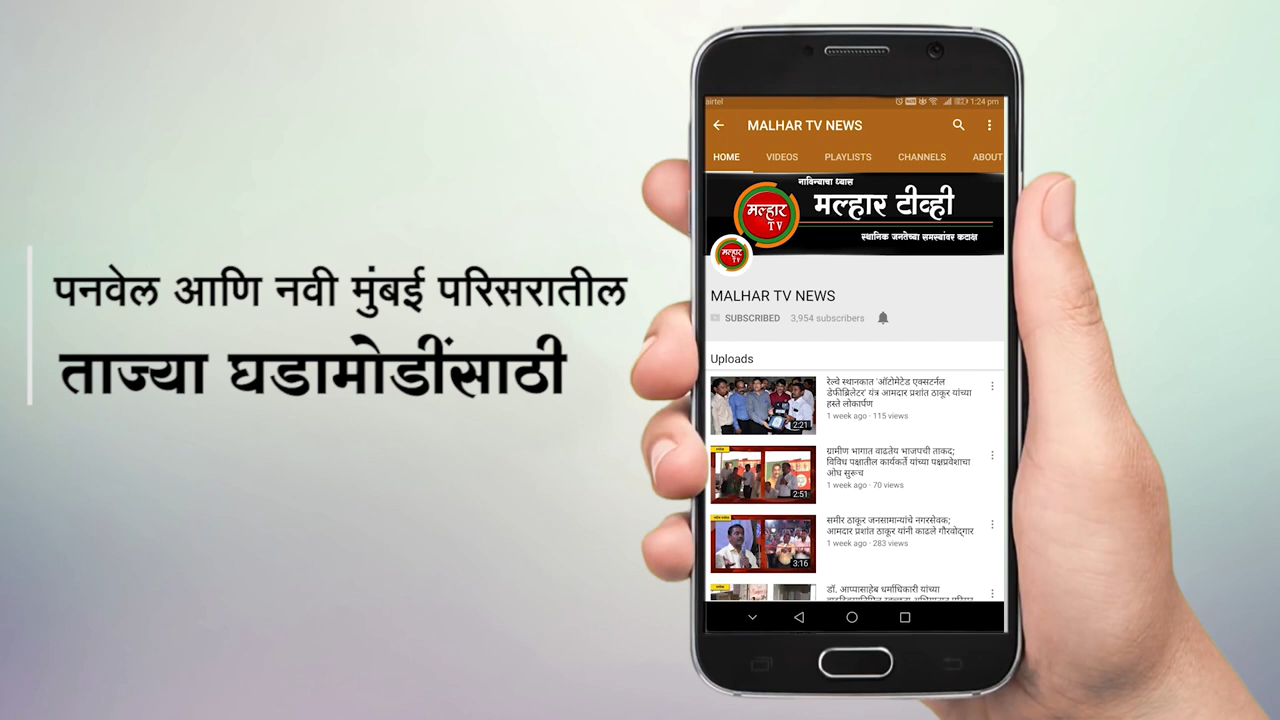 पनवेल आणि नवी मुंबई परिसरातील
ताज्या घडामोडींसाठी
airtel
1:24 pm
MALHAR TV NEWS
HOME VIDEOS PLAYLISTS CHANNELS ABOUT
नाविन्याचा ध्यास
मल्हार टीव्ही
स्थानिक जनतेच्या समस्यांवर कटाक्ष
मल्हार
TV
मल्हार
TV
MALHAR TV NEWS
SUBSCRIBED 3,954 subscribers
Uploads
रेल्वे स्थानकात 'ऑटोमेटेड एक्सटर्नल
डेफीब्रिलेटर' यंत्र आमदार प्रशांत ठाकूर यांच्या
हस्ते लोकार्पण
1 week ago · 115 views
2:21
ग्रामीण भागात वाढतेय भाजपची ताकद;
विविध पक्षातील कार्यकर्ते यांच्या पक्षप्रवेशाचा
ओघ सुरूच
1 week ago · 70 views
2:51
समीर ठाकूर जनसामान्यांचे नगरसेवक;
आमदार प्रशांत ठाकूर यांनी काढले गौरवोद्गार
1 week ago · 283 views
3:16
डॉ. आप्पासाहेब धर्माधिकारी यांच्या